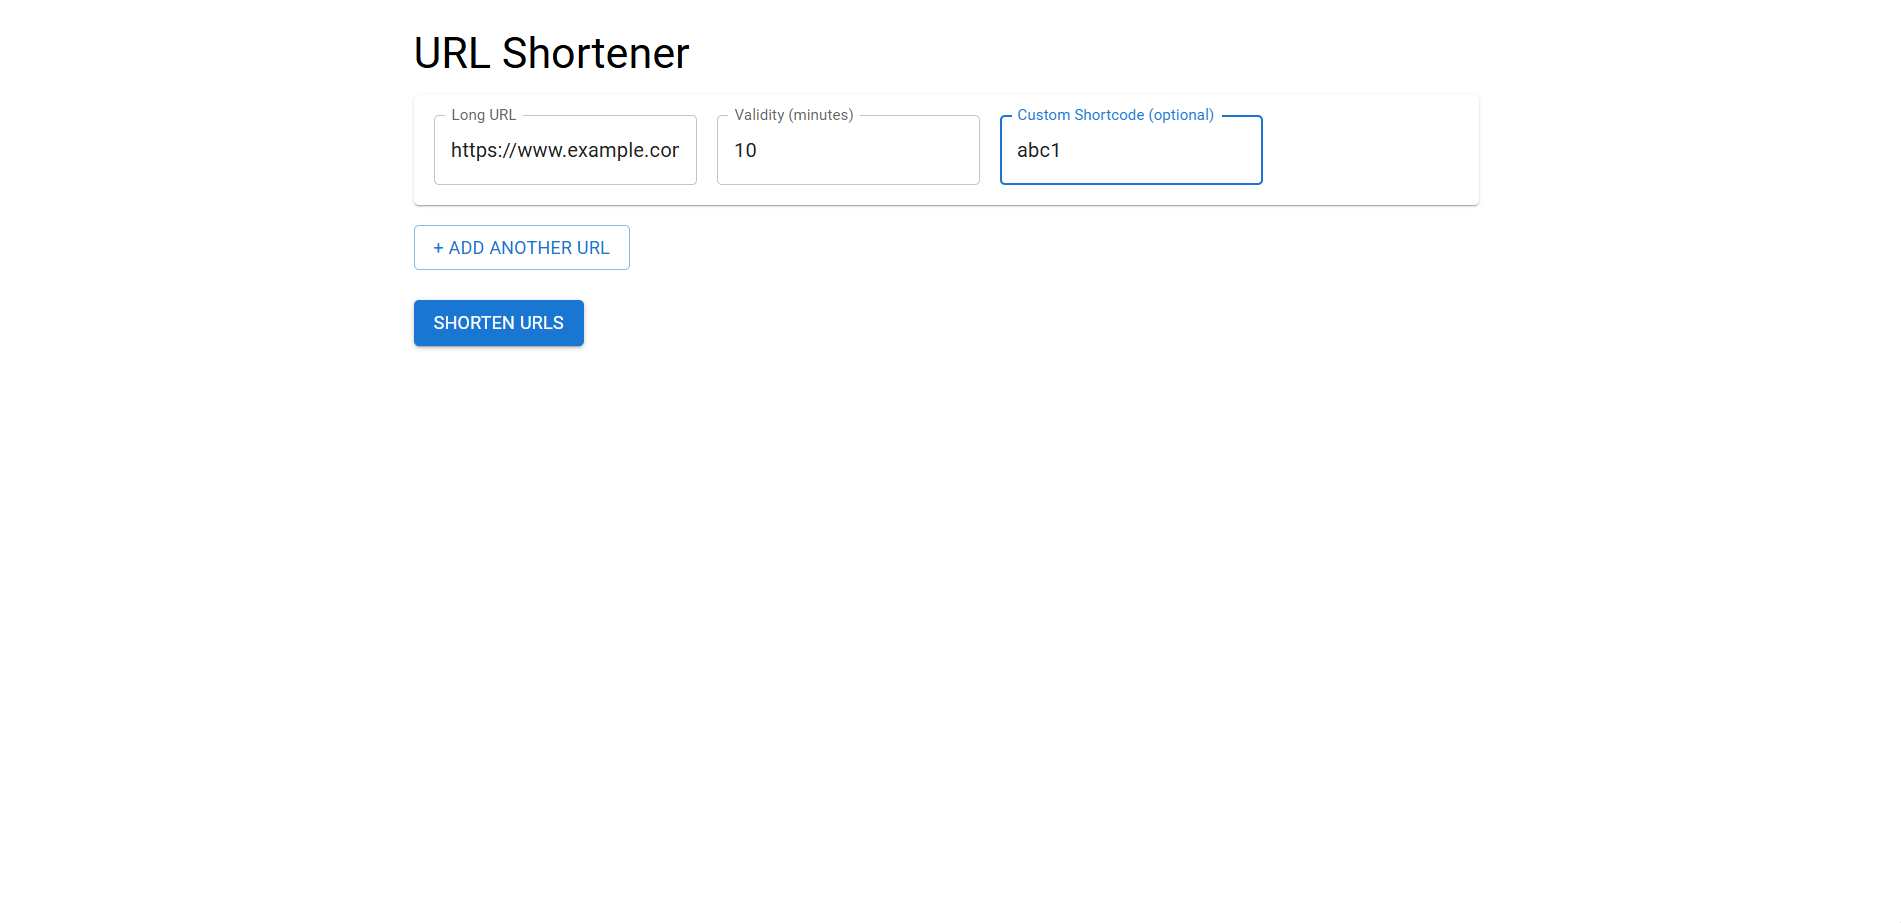 URL Shortener
Long URL
Validity (minutes)
Custom Shortcode (optional)
https://www.example.cor
10
abc1
+ ADD ANOTHER URL
SHORTEN URLS